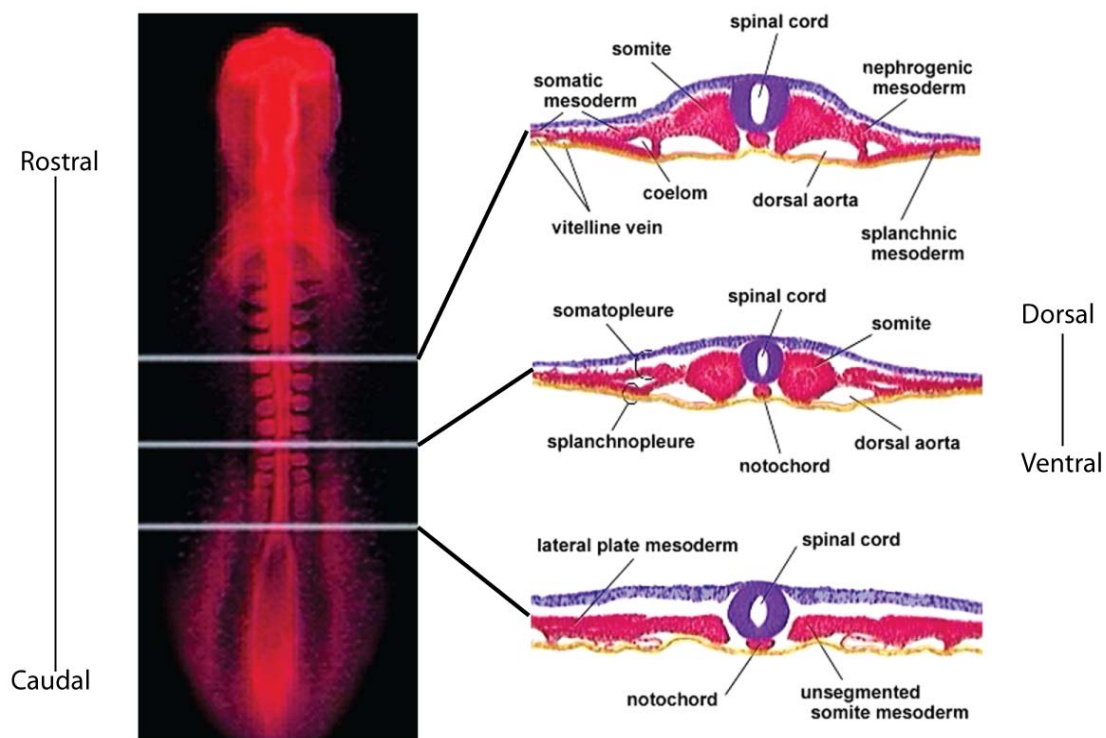 Rostral
Caudal
spinal cord
somite
nephrogenic
mesoderm
somatic
mesoderm
coelom
dorsal aorta
vitelline vein
splanchnic
mesoderm
spinal cord
somatopleure
somite
splanchnopleure
dorsal aorta
notochord
Dorsal
Ventral
lateral plate mesoderm
spinal cord
notochord
unsegmented
somite mesoderm